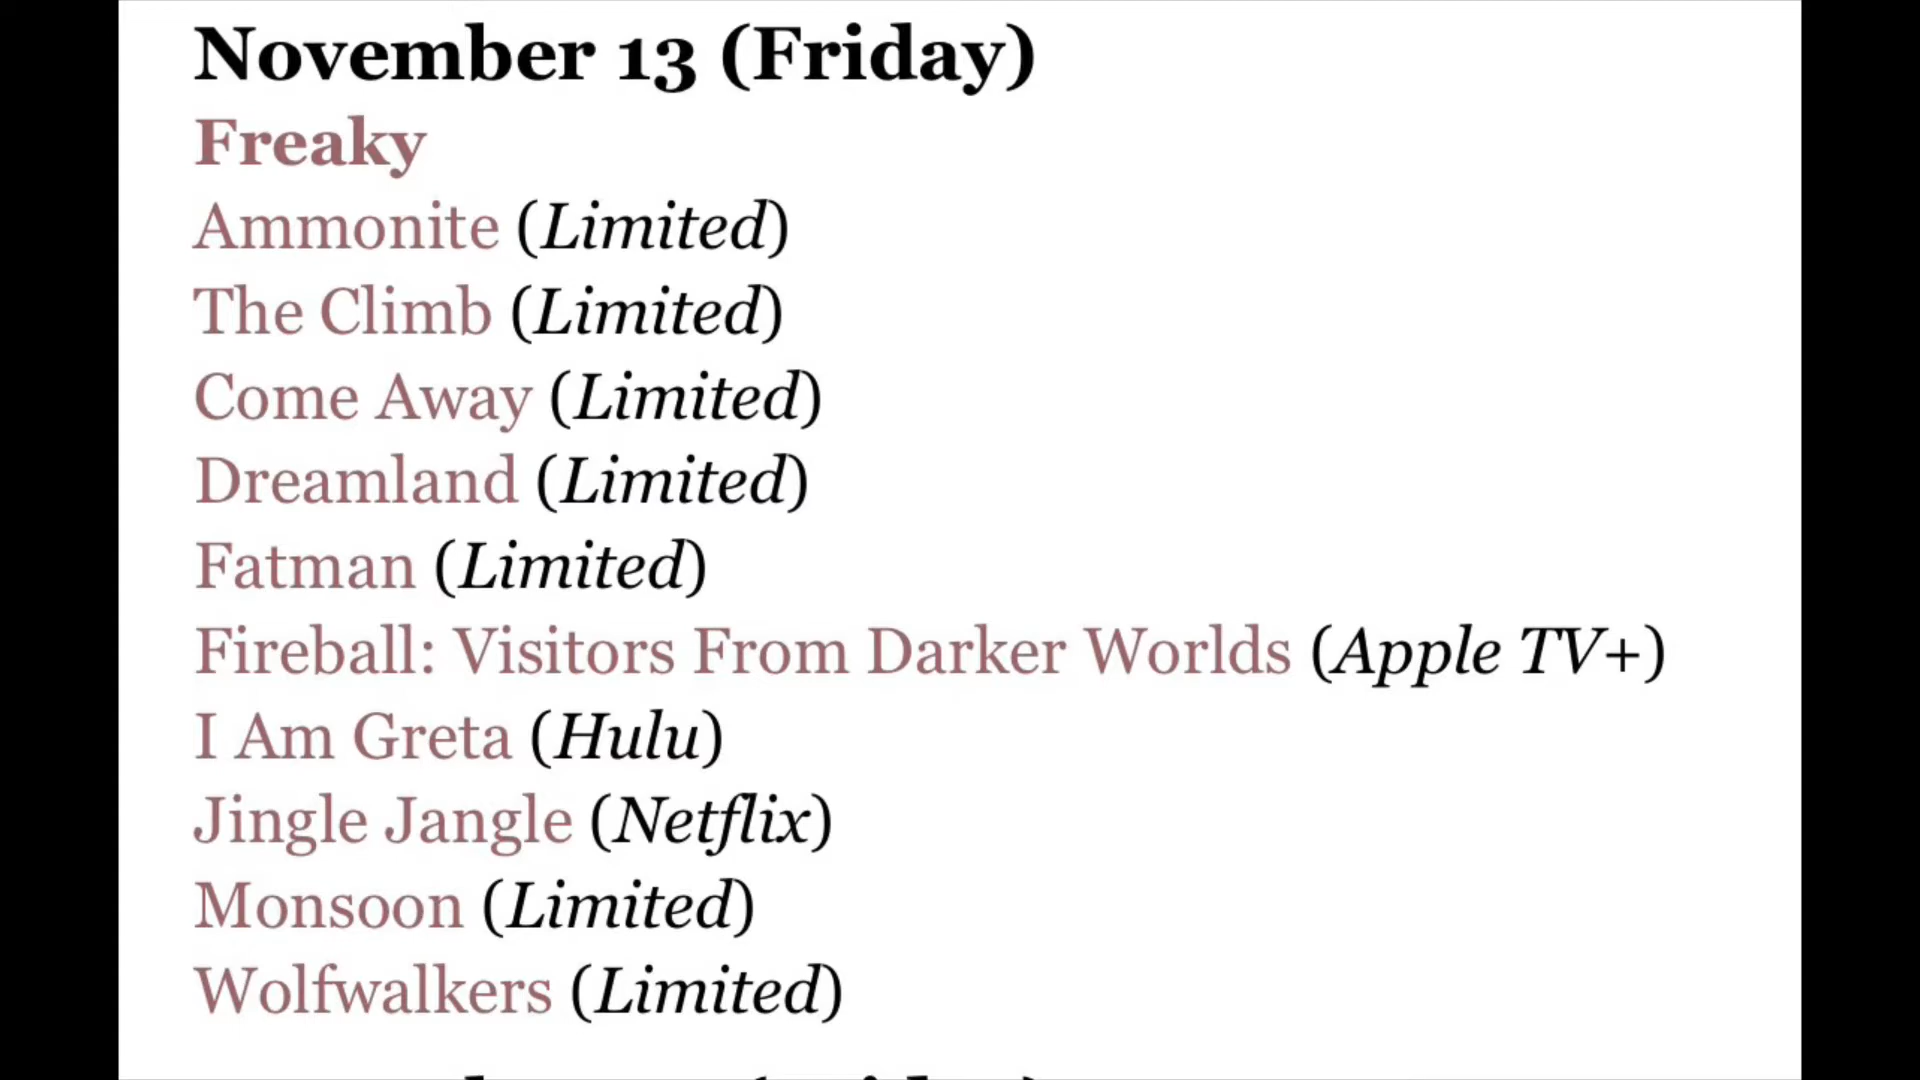 November 13 (Friday)
Freaky
Ammonite (Limited)
The Climb (Limited)
Come Away (Limited)
Dreamland (Limited)
Fatman (Limited)
Fireball: Visitors From Darker Worlds (Apple TV+)
I Am Greta (Hulu)
Jingle Jangle (Netflix)
Monsoon (Limited)
Wolfwalkers (Limited)